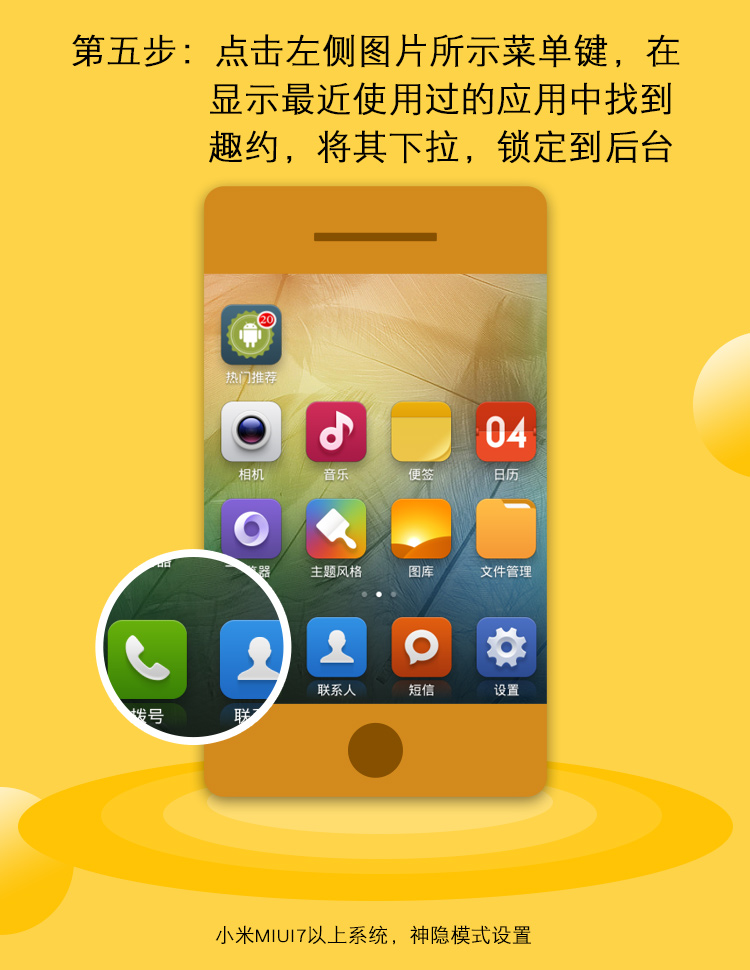 第五步：点击左侧图片所示菜单键，在
显示最近使用过的应用中找到
趣约，将其下拉，锁定到后台
20
热门推荐
04
相机 音乐 便签 日历
主题风格 图库 文件管理
拨号 联系人 短信 设置
小米MIUI7以上系统，神隐模式设置